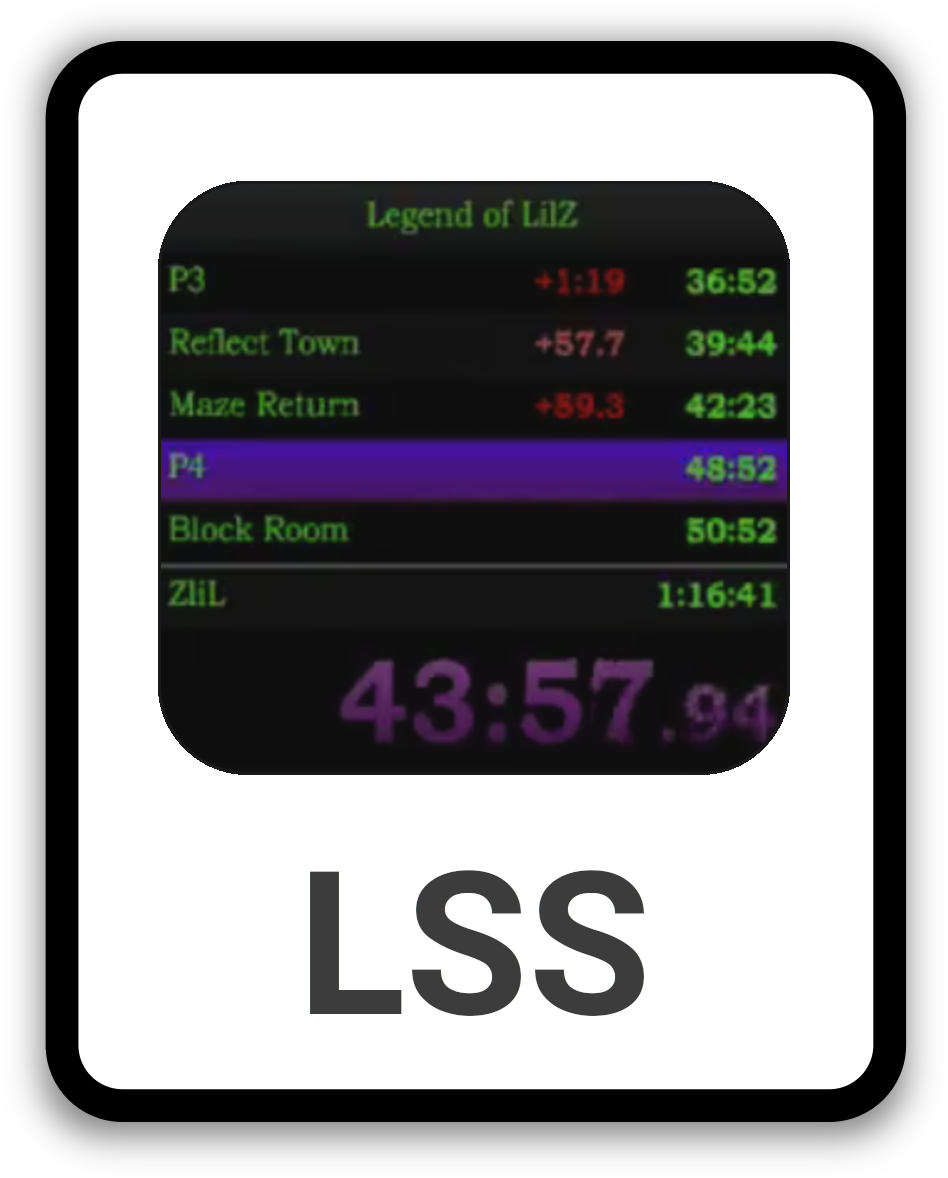 Legend of LilZ
P3 +1:19 36:52
Reflect Town +57.7 39:44
Maze Return +59.3 42:23
P4 48:52
Block Room 50:52
ZliL 1:16:41
43:57.94
LSS